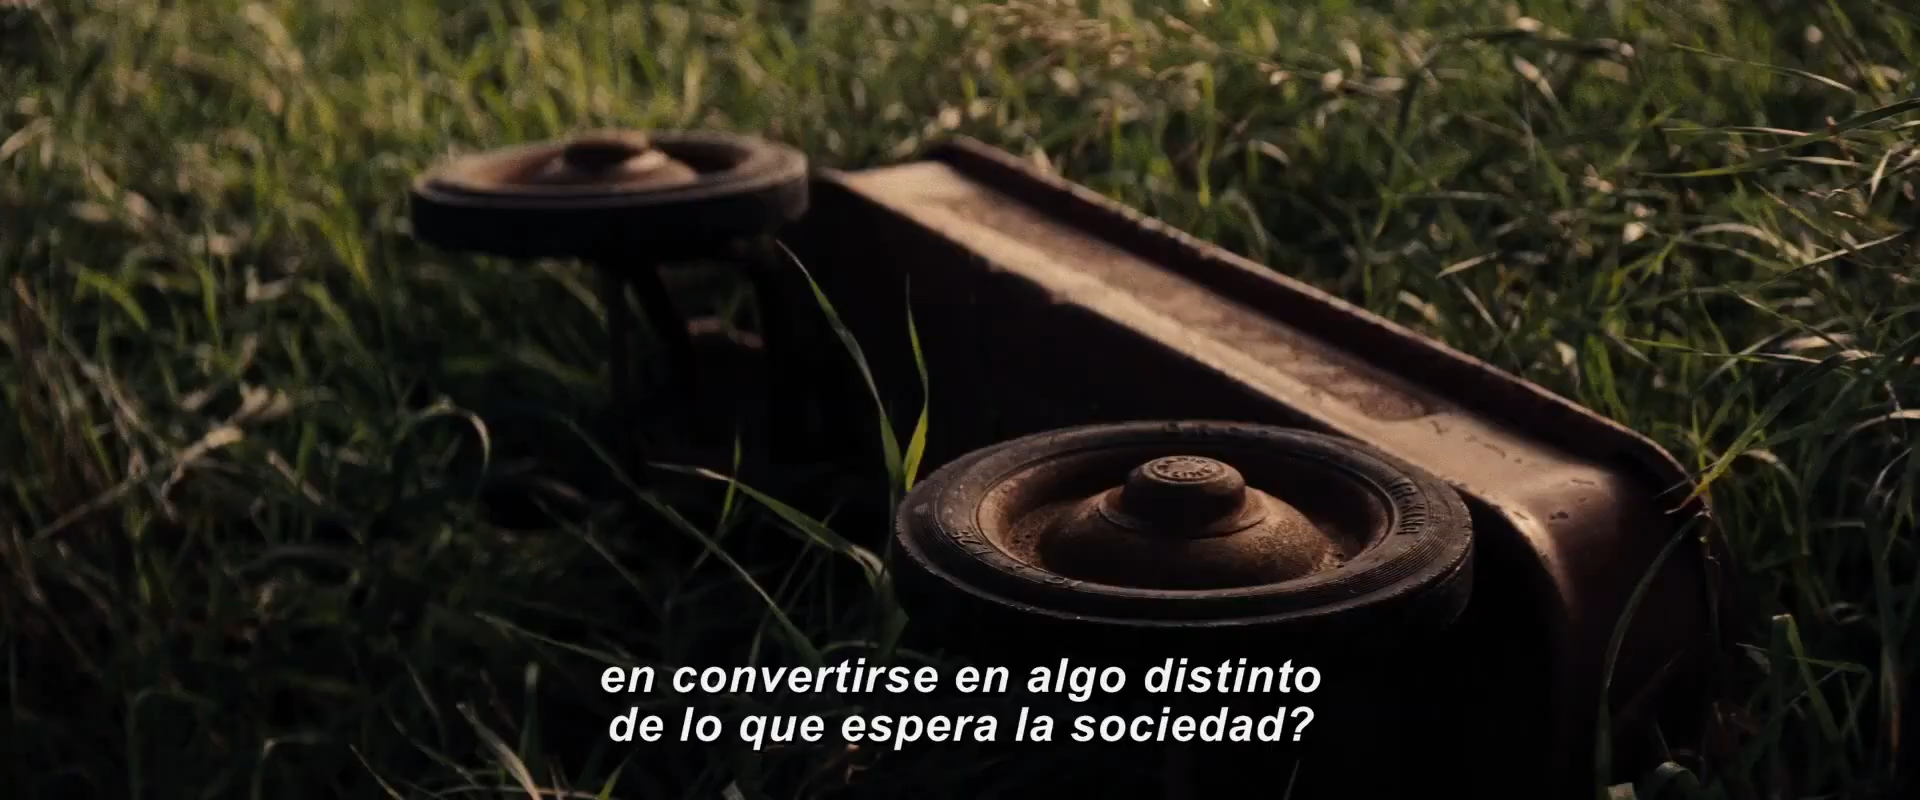 en convertirse en algo distinto
de lo que espera la sociedad?